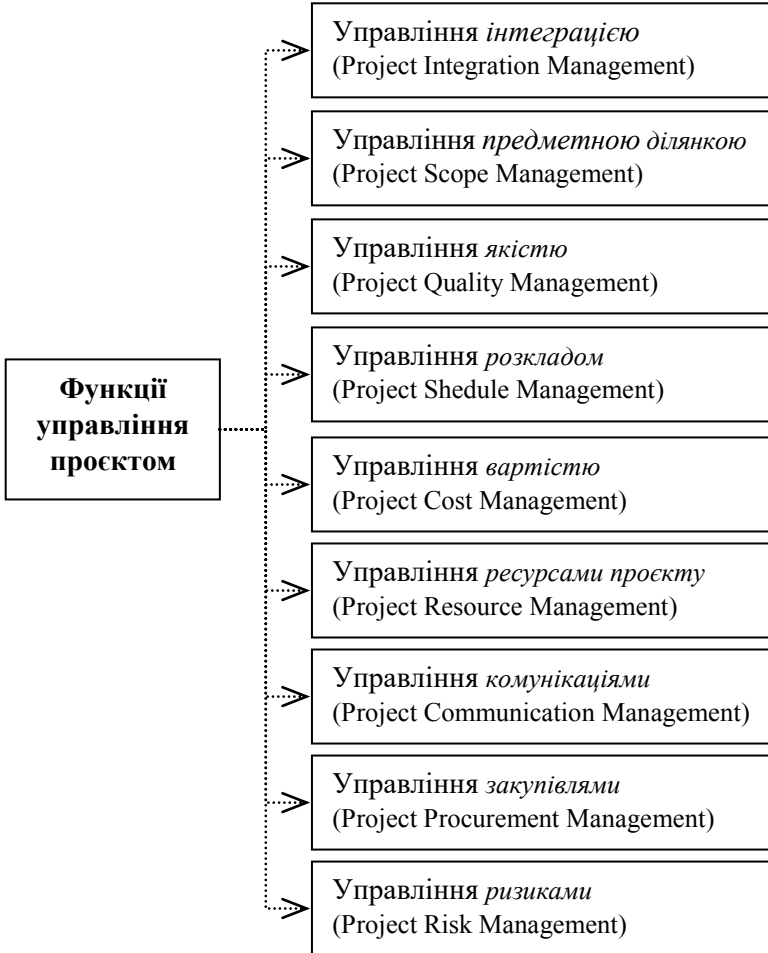 Управління інтеграцією
(Project Integration Management)
Управління предметною ділянкою
(Project Scope Management)
Управління якістю
(Project Quality Management)
Управління розкладом
(Project Shedule Management)
Функції
управління
проєктом
Управління вартістю
(Project Cost Management)
Управління ресурсами проєкту
(Project Resource Management)
Управління комунікаціями
(Project Communication Management)
Управління закупівлями
(Project Procurement Management)
Управління ризиками
(Project Risk Management)